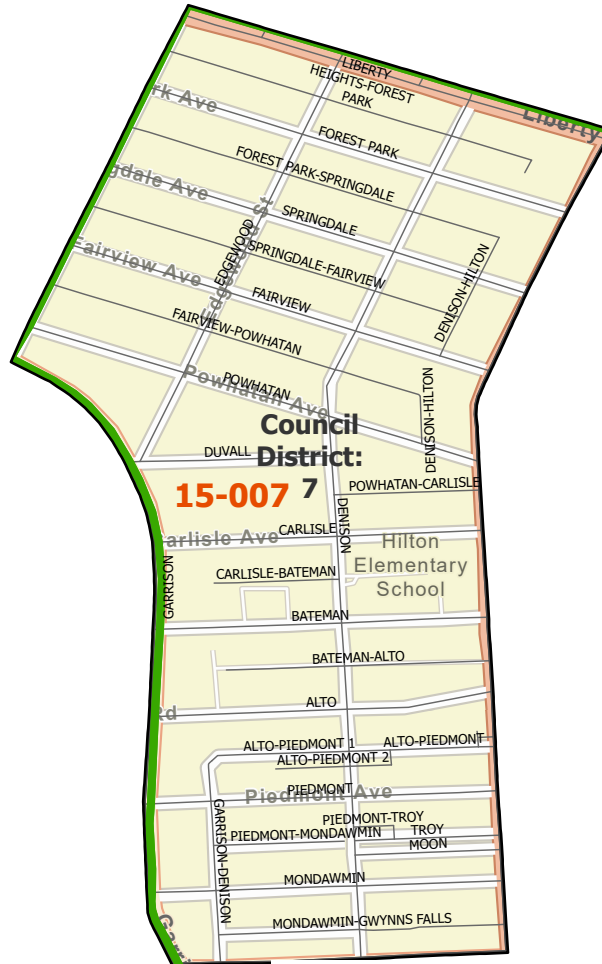 LIBERTY
HEIGHTS-FOREST
PARK
rk Ave
Liberty
FOREST PARK
FOREST PARK-SPRINGDALE
gdale Ave
SPRINGDALE
EDGEWOOD
Edgewood St
SPRINGDALE-FAIRVIEW
DENISON-HILTON
Fairview Ave
FAIRVIEW
FAIRVIEW-POWHATAN
Powhatan Ave
POWHATAN
DENISON-HILTON
Council
District:
7
15-007
DUVALL
POWHATAN-CARLISLE
DENISON
arlisle Ave
CARLISLE
Hilton
Elementary
School
GARRISON
CARLISLE-BATEMAN
BATEMAN
BATEMAN-ALTO
ALTO
Rd
ALTO-PIEDMONT 1
ALTO-PIEDMONT
ALTO-PIEDMONT 2
PIEDMONT
Piedmont Ave
GARRISON-DENISON
PIEDMONT-TROY
PIEDMONT-MONDAWMIN
TROY
MOON
MONDAWMIN
MONDAWMIN-GWYNNS FALLS
Garri